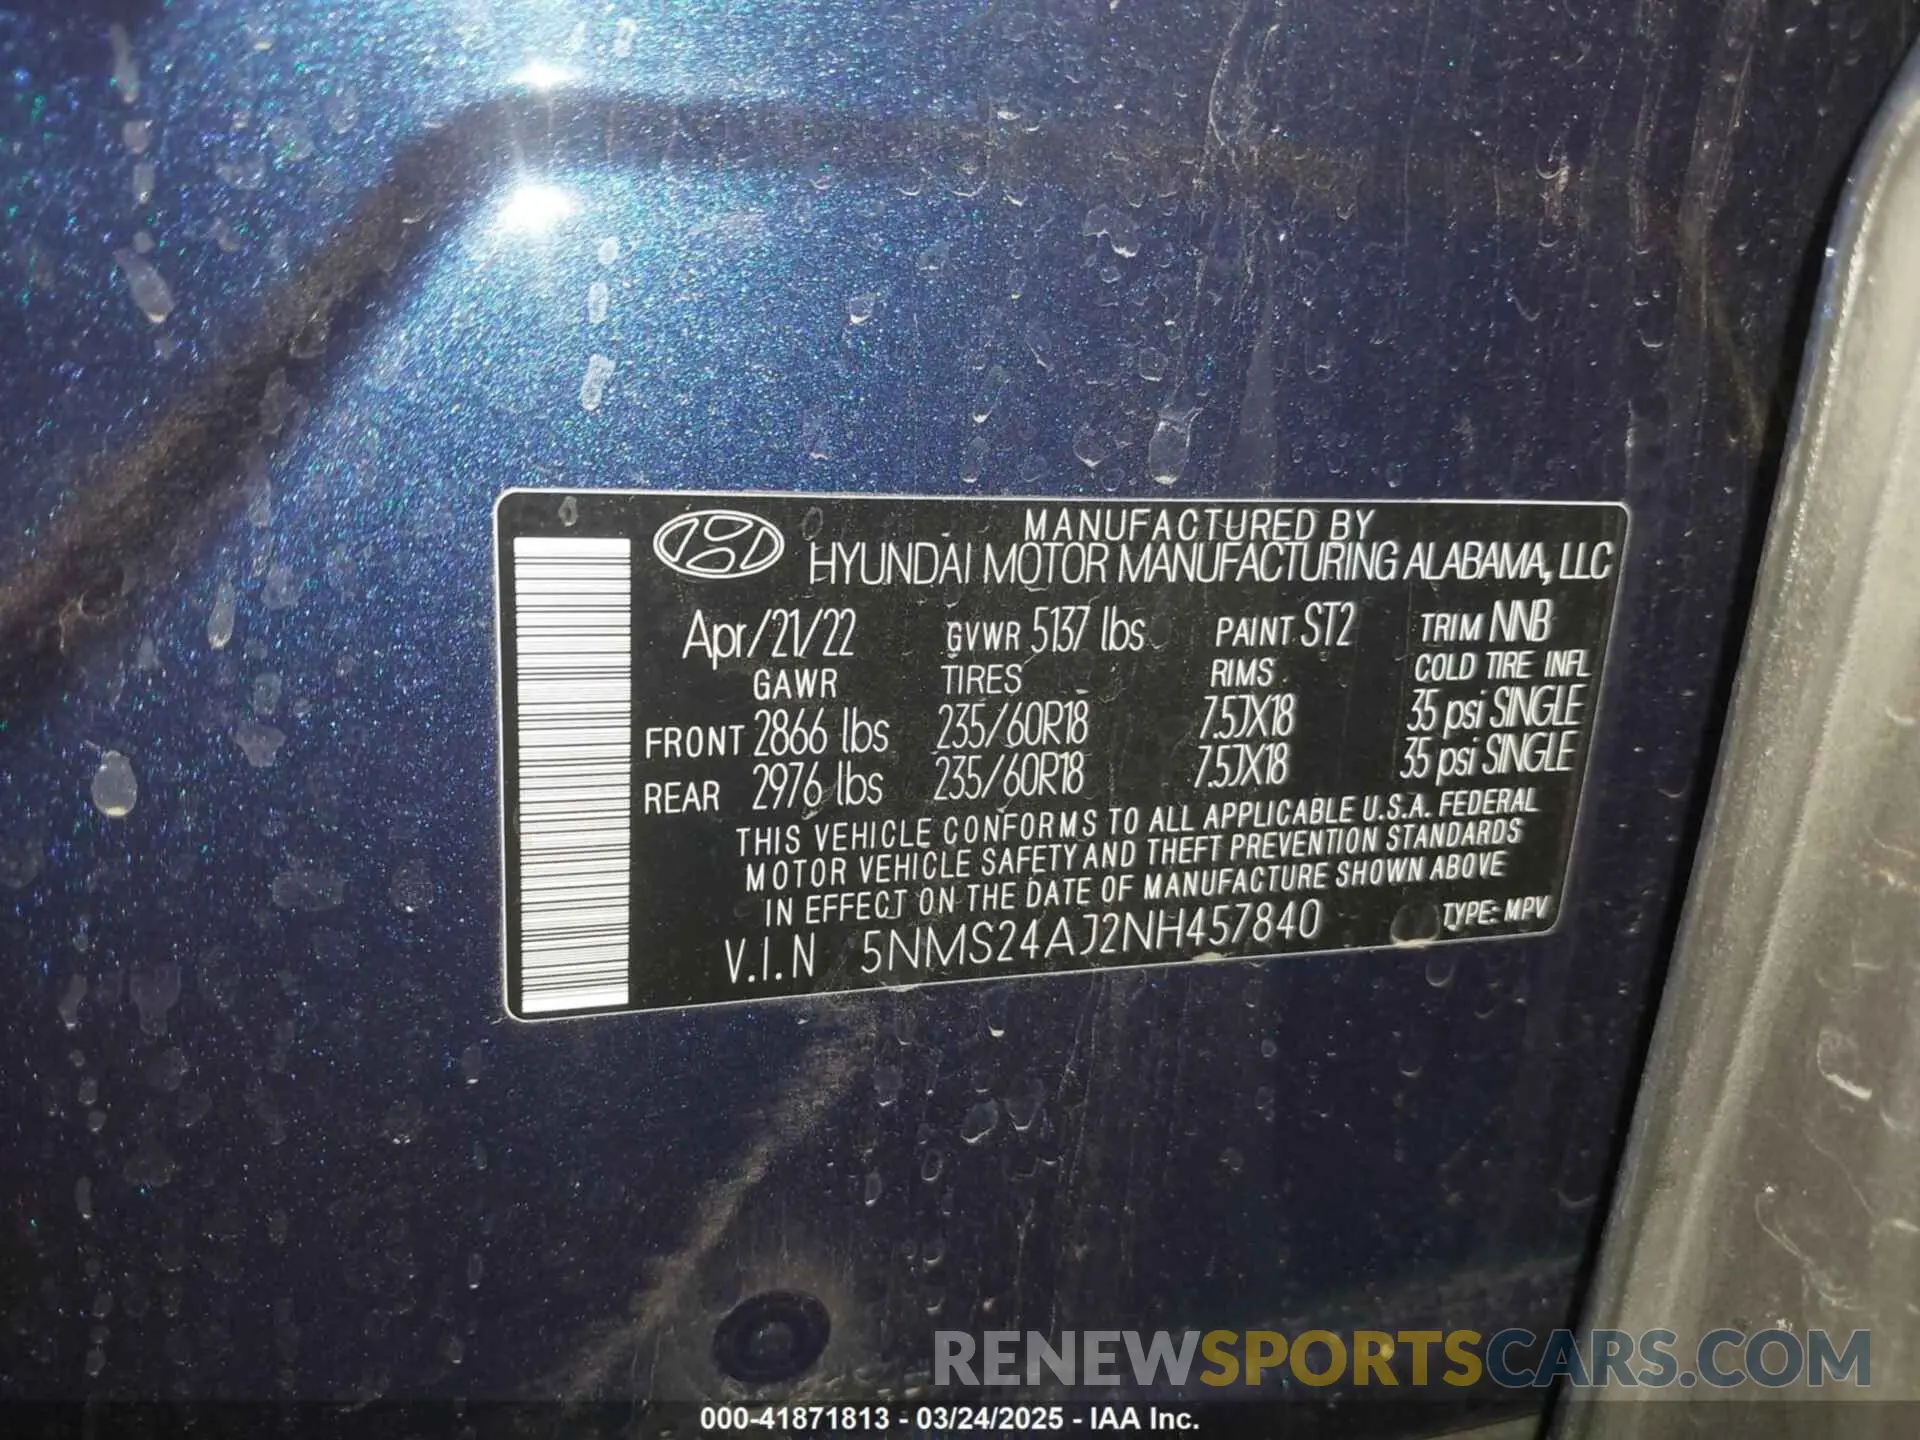 MANUFACTURED BY
HYUNDAI MOTOR MANUFACTURING ALABAMA, LLC
Apr/21/22 GVWR 5137 lbs PAINT ST2 TRIM NNB
GAWR TIRES RIMS COLD TIRE INFL
FRONT 2866 lbs 235/60R18 7.5JX18 35 psi SINGLE
REAR 2976 lbs 235/60R18 7.5JX18 35 psi SINGLE
THIS VEHICLE CONFORMS TO ALL APPLICABLE U.S.A. FEDERAL
MOTOR VEHICLE SAFETY AND THEFT PREVENTION STANDARDS
IN EFFECT ON THE DATE OF MANUFACTURE SHOWN ABOVE
V.I.N 5NMS24AJ2NH457840 TYPE: MPV
RENEWSPORTSCARS.COM
000-41871813 - 03/24/2025 - IAA Inc.